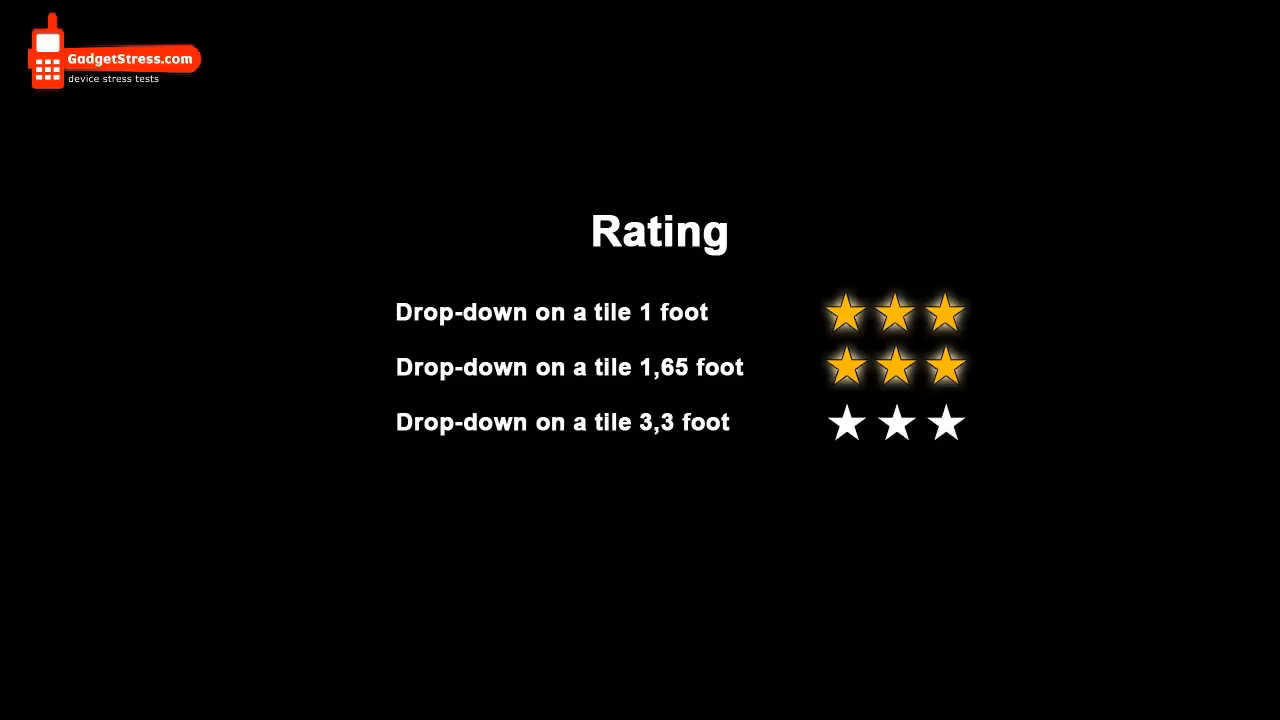 GadgetStress.com
device stress tests
Rating
Drop-down on a tile 1 foot
Drop-down on a tile 1,65 foot
Drop-down on a tile 3,3 foot